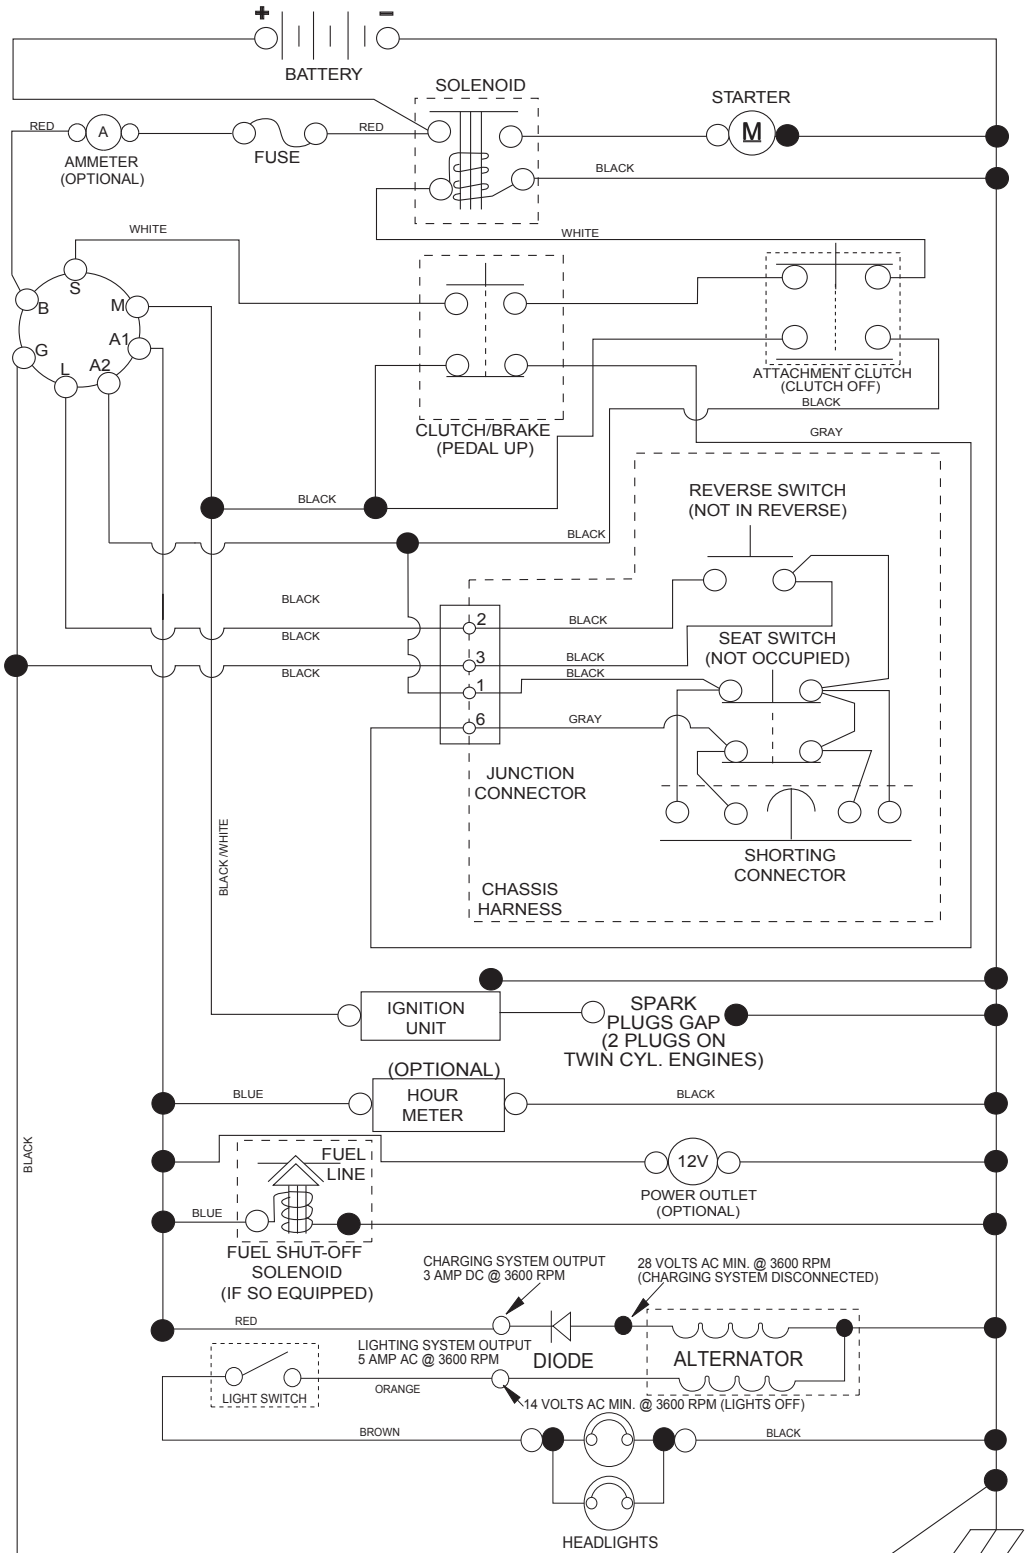 + −
BATTERY
SOLENOID
STARTER
RED
A
RED
M
AMMETER
(OPTIONAL)
FUSE
BLACK
WHITE
WHITE
S
B
M
G
A1
L
A2
ATTACHMENT CLUTCH
(CLUTCH OFF)
BLACK
CLUTCH/BRAKE
(PEDAL UP)
GRAY
BLACK
REVERSE SWITCH
(NOT IN REVERSE)
BLACK
BLACK
2
BLACK
BLACK
SEAT SWITCH
(NOT OCCUPIED)
3
BLACK
BLACK
BLACK
1
6
GRAY
JUNCTION
CONNECTOR
BLACK /WHITE
SHORTING
CONNECTOR
CHASSIS
HARNESS
IGNITION
UNIT
SPARK
PLUGS GAP
(2 PLUGS ON
TWIN CYL. ENGINES)
(OPTIONAL)
BLUE
HOUR
METER
BLACK
BLACK
FUEL
LINE
12V
POWER OUTLET
(OPTIONAL)
BLUE
FUEL SHUT-OFF
SOLENOID
(IF SO EQUIPPED)
CHARGING SYSTEM OUTPUT
3 AMP DC @ 3600 RPM
28 VOLTS AC MIN. @ 3600 RPM
(CHARGING SYSTEM DISCONNECTED)
RED
LIGHTING SYSTEM OUTPUT
5 AMP AC @ 3600 RPM
DIODE
ALTERNATOR
LIGHT SWITCH
ORANGE
14 VOLTS AC MIN. @ 3600 RPM (LIGHTS OFF)
BROWN
BLACK
HEADLIGHTS